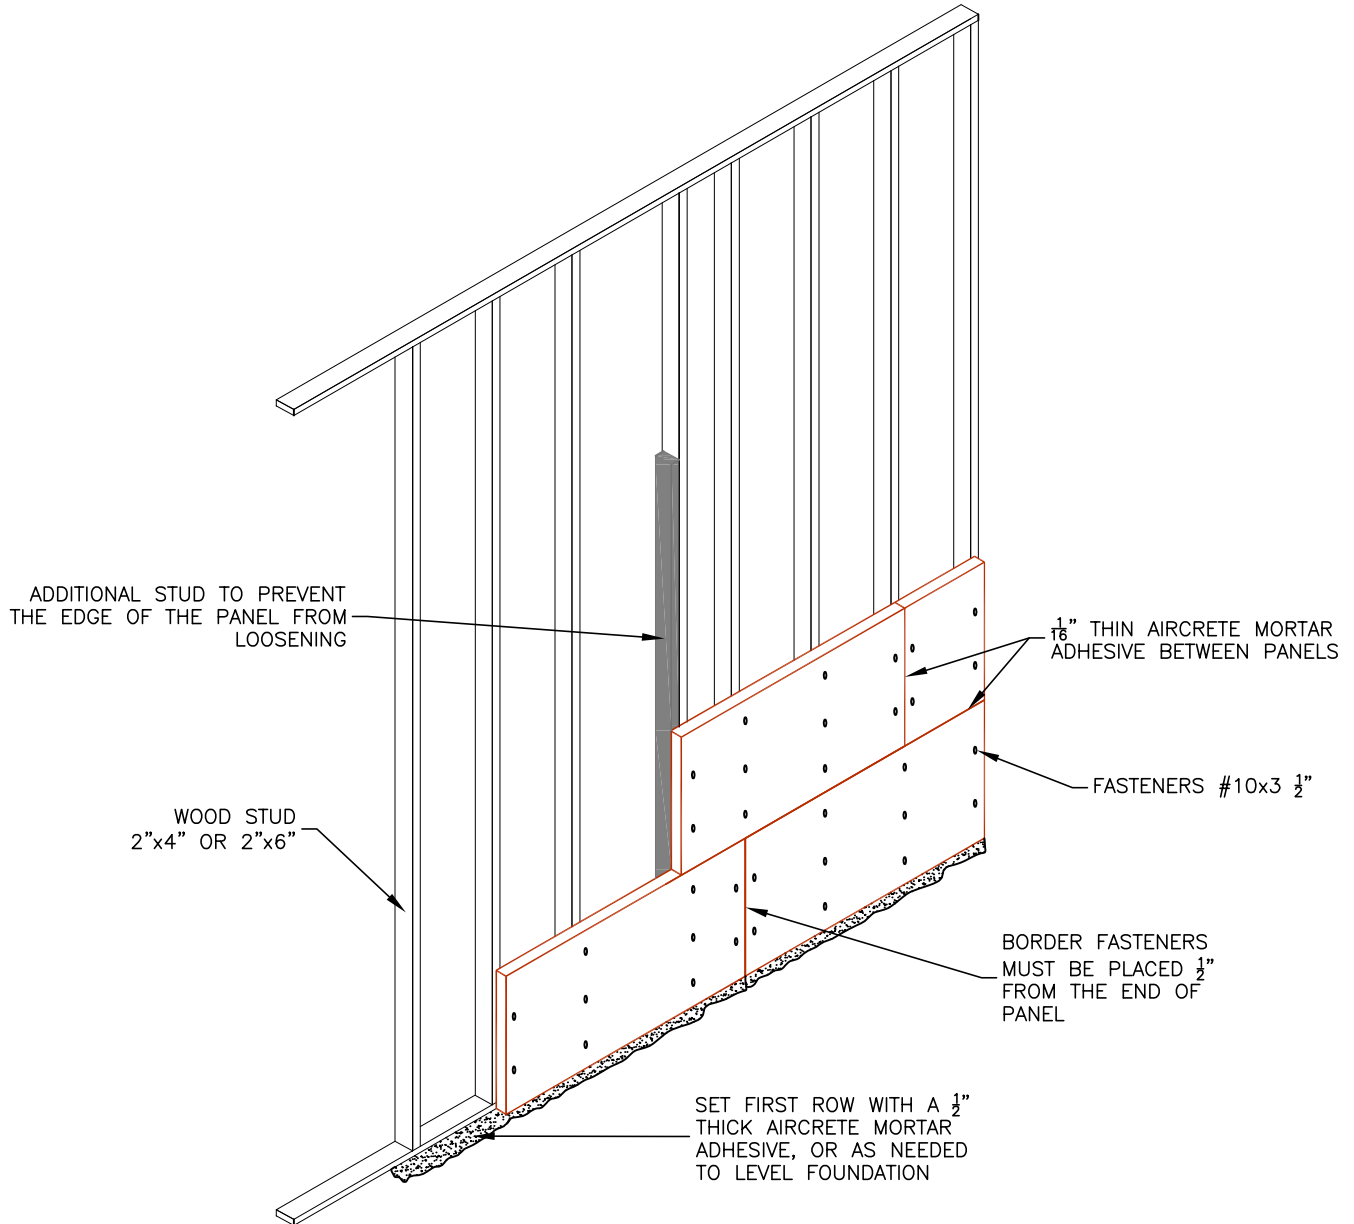 ADDITIONAL STUD TO PREVENT
THE EDGE OF THE PANEL FROM
LOOSENING
1/16" THIN AIRCRETE MORTAR
ADHESIVE BETWEEN PANELS
FASTENERS #10x3 1/2"
WOOD STUD
2"x4" OR 2"x6"
BORDER FASTENERS
MUST BE PLACED 1/2"
FROM THE END OF
PANEL
SET FIRST ROW WITH A 1/2"
THICK AIRCRETE MORTAR
ADHESIVE, OR AS NEEDED
TO LEVEL FOUNDATION